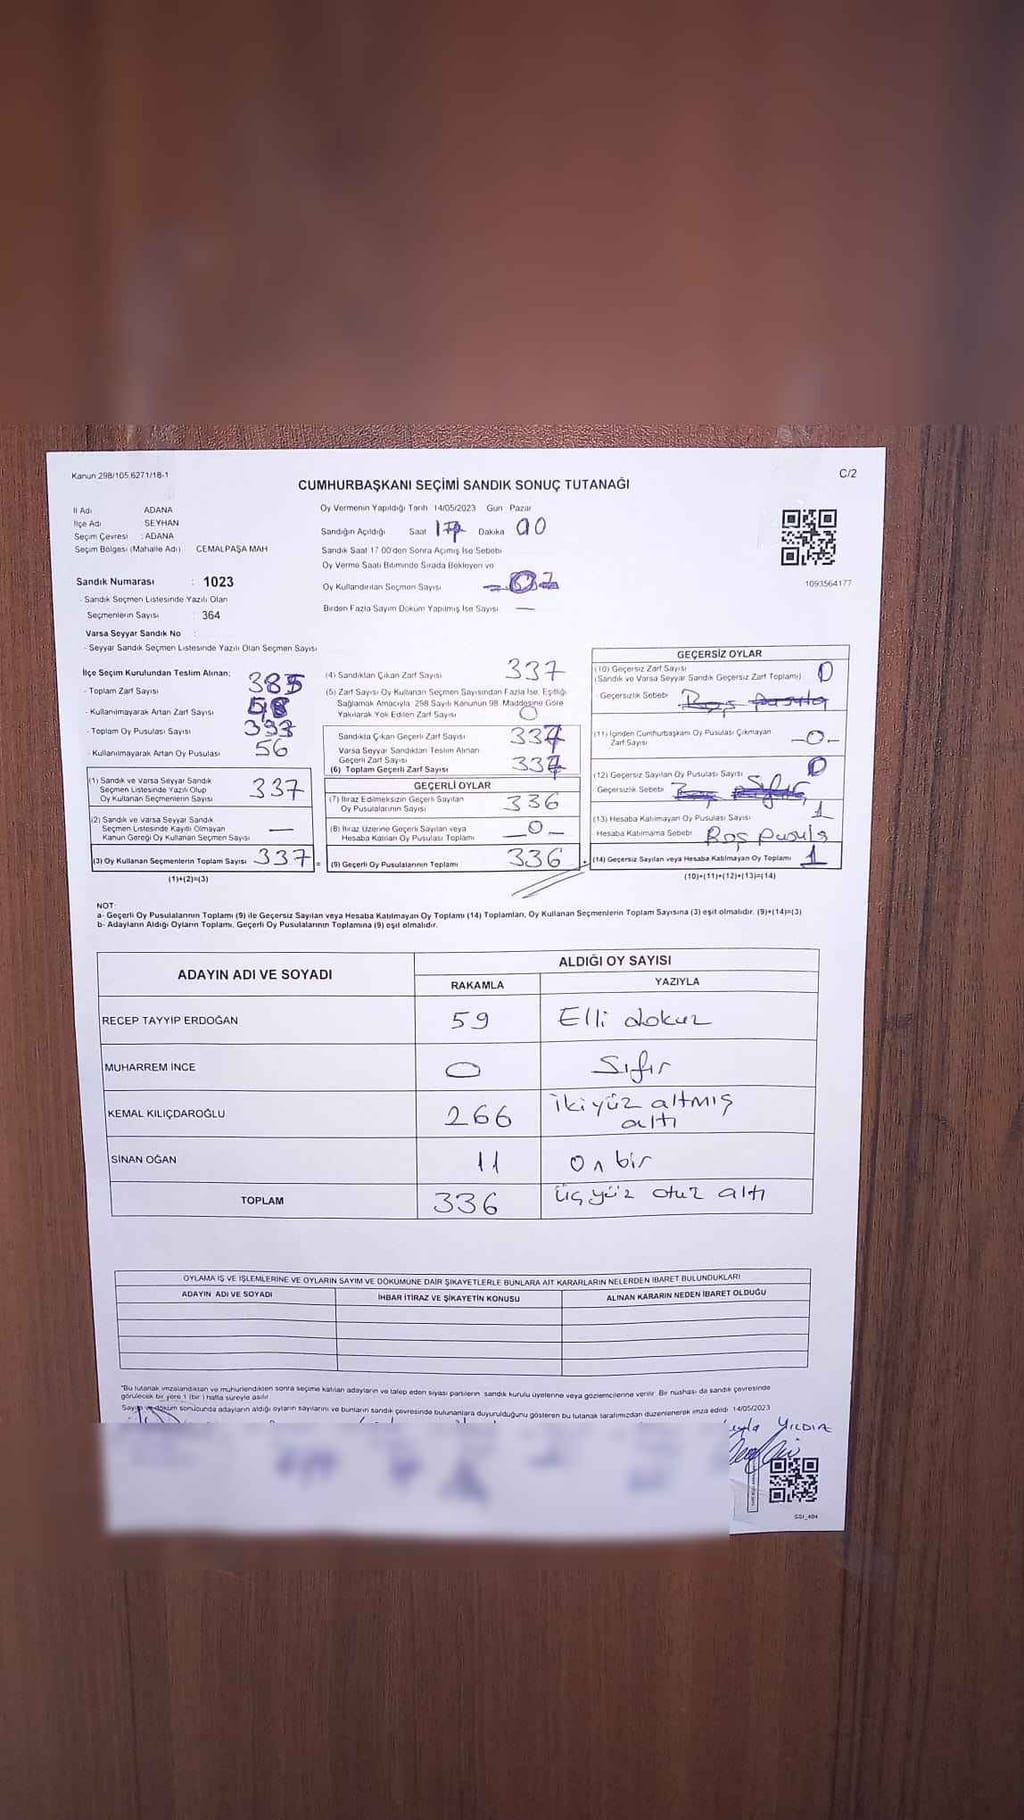 Kanun 298/105,6271/18-1
C/2
CUMHURBAŞKANI SEÇİMİ SANDIK SONUÇ TUTANAĞI
İl Adı ADANA
İlçe Adı SEYHAN
Seçim Çevresi : ADANA
Seçim Bölgesi (Mahalle Adı) CEMALPAŞA MAH
Sandık Numarası : 1023
- Sandık Seçmen Listesinde Yazılı Olan
Seçmenlerin Sayısı : 364
Varsa Seyyar Sandık No
- Seyyar Sandık Seçmen Listesinde Yazılı Olan Seçmen Sayısı
Oy Vermenin Yapıldığı Tarih 14/05/2023 Gün Pazar
Sandığın Açıldığı Saat 17 Dakika 00
Sandık Saat 17 00'den Sonra Açımış İse Sebebi
Oy Verme Saati Bitiminde Sırada Bekleyen ve
Oy Kullandırılan Seçmen Sayısı
Birden Fazla Sayım Döküm Yapılmış İse Sayısı —
1093564177
İlçe Seçim Kurulundan Teslim Alınan;
- Toplam Zarf Sayısı 385
- Kullanılmayarak Artan Zarf Sayısı
- Toplam Oy Pusulası Sayısı 393
- Kullanılmayarak Artan Oy Pusulası 56
(1) Sandık ve Varsa Seyyar Sandık
Seçmen Listesinde Yazılı Olup
Oy Kullanan Seçmenlerin Sayısı 337
(2) Sandık ve Varsa Seyyar Sandık
Seçmen Listesinde Kayıtlı Olmayan
Kanun Gereği Oy Kullanan Seçmen Sayısı —
(3) Oy Kullanan Seçmenlerin Toplam Sayısı 337
(1)+(2)=(3)
(4) Sandıktan Çıkan Zarf Sayısı 337
(5) Zarf Sayısı Oy Kullanan Seçmen Sayısından Fazla İse, Eşitliği
Sağlamak Amacıyla, 298 Sayılı Kanunun 98. Maddesine Göre
Yakılarak Yok Edilen Zarf Sayısı 0
Sandıkta Çıkan Geçerli Zarf Sayısı 337
Varsa Seyyar Sandıktan Teslim Alınan
Geçerli Zarf Sayısı
(6) Toplam Geçerli Zarf Sayısı 337
GEÇERLİ OYLAR
(7) İtiraz Edilmeksizin Geçerli Sayılan
Oy Pusulalarının Sayısı 336
(8) İtiraz Üzerine Geçerli Sayılan veya
Hesaba Katılan Oy Pusulası Toplamı -0-
(9) Geçerli Oy Pusulalarının Toplamı 336
GEÇERSİZ OYLAR
(10) Geçersiz Zarf Sayısı
(Sandık ve Varsa Seyyar Sandık Geçersiz Zarf Toplamı) 0
Geçersizlik Sebebi Boş pusula
(11) İçinden Cumhurbaşkanı Oy Pusulası Çıkmayan
Zarf Sayısı -0-
(12) Geçersiz Sayılan Oy Pusulası Sayısı 0
Geçersizlik Sebebi Sıfır
(13) Hesaba Katılmayan Oy Pusulası Sayısı 1
Hesaba Katılmama Sebebi Boş pusula
(14) Geçersiz Sayılan veya Hesaba Katılmayan Oy Toplamı 1
(10)+(11)+(12)+(13)=(14)
NOT:
a- Geçerli Oy Pusulalarının Toplamı (9) ile Geçersiz Sayılan veya Hesaba Katılmayan Oy Toplamı (14) Toplamları, Oy Kullanan Seçmenlerin Toplam Sayısına (3) eşit olmalıdır. (9)+(14)=(3)
b- Adayların Aldığı Oyların Toplamı, Geçerli Oy Pusulalarının Toplamına (9) eşit olmalıdır.
ADAYIN ADI VE SOYADI
ALDIĞI OY SAYISI
RAKAMLA YAZIYLA
RECEP TAYYİP ERDOĞAN 59 Elli dokuz
MUHARREM İNCE 0 Sıfır
KEMAL KILIÇDAROĞLU 266 ikiyüz altmış
altı
SİNAN OĞAN 11 On bir
TOPLAM 336 üçyüz otuz altı
OYLAMA İŞ VE İŞLEMLERİNE VE OYLARIN SAYIM VE DÖKÜMÜNE DAİR ŞİKAYETLERLE BUNLARA AİT KARARLARIN NELERDEN İBARET BULUNDUKLARI
ADAYIN ADI VE SOYADI İHBAR İTİRAZ VE ŞİKAYETİN KONUSU ALINAN KARARIN NEDEN İBARET OLDUĞU
"Bu tutanak imzalandıktan ve mühürlendikten sonra seçime katılan adayların ve talep eden siyasi partilerin sandık kurulu üyelerine veya gözlemcilerine verilir. Bir nüshası da sandık çevresinde
görülecek bir yere 1 (bir) hafta süreyle asılır.
Sayım ve döküm sonucunda adayların aldığı oyların sayılarını ve bunların sandık çevresinde bulunanlara duyurulduğunu gösteren bu tutanak tarafımızdan düzenlenerek imza edildi 14/05/2023